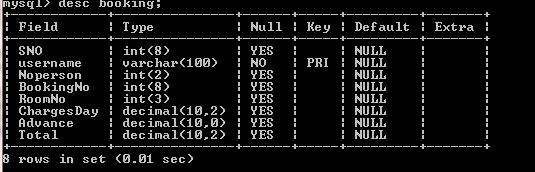 mysql> desc booking;
+------------+---------------+------+-----+---------+-------+
| Field      | Type          | Null | Key | Default | Extra |
+------------+---------------+------+-----+---------+-------+
| SNO        | int(8)        | YES  |     | NULL    |       |
| username   | varchar(100)  | NO   | PRI | NULL    |       |
| Noperson   | int(2)        | YES  |     | NULL    |       |
| BookingNo  | int(8)        | YES  |     | NULL    |       |
| RoomNo     | int(3)        | YES  |     | NULL    |       |
| ChargesDay | decimal(10,2) | YES  |     | NULL    |       |
| Advance    | decimal(10,0) | YES  |     | NULL    |       |
| Total      | decimal(10,2) | YES  |     | NULL    |       |
+------------+---------------+------+-----+---------+-------+
8 rows in set (0.01 sec)